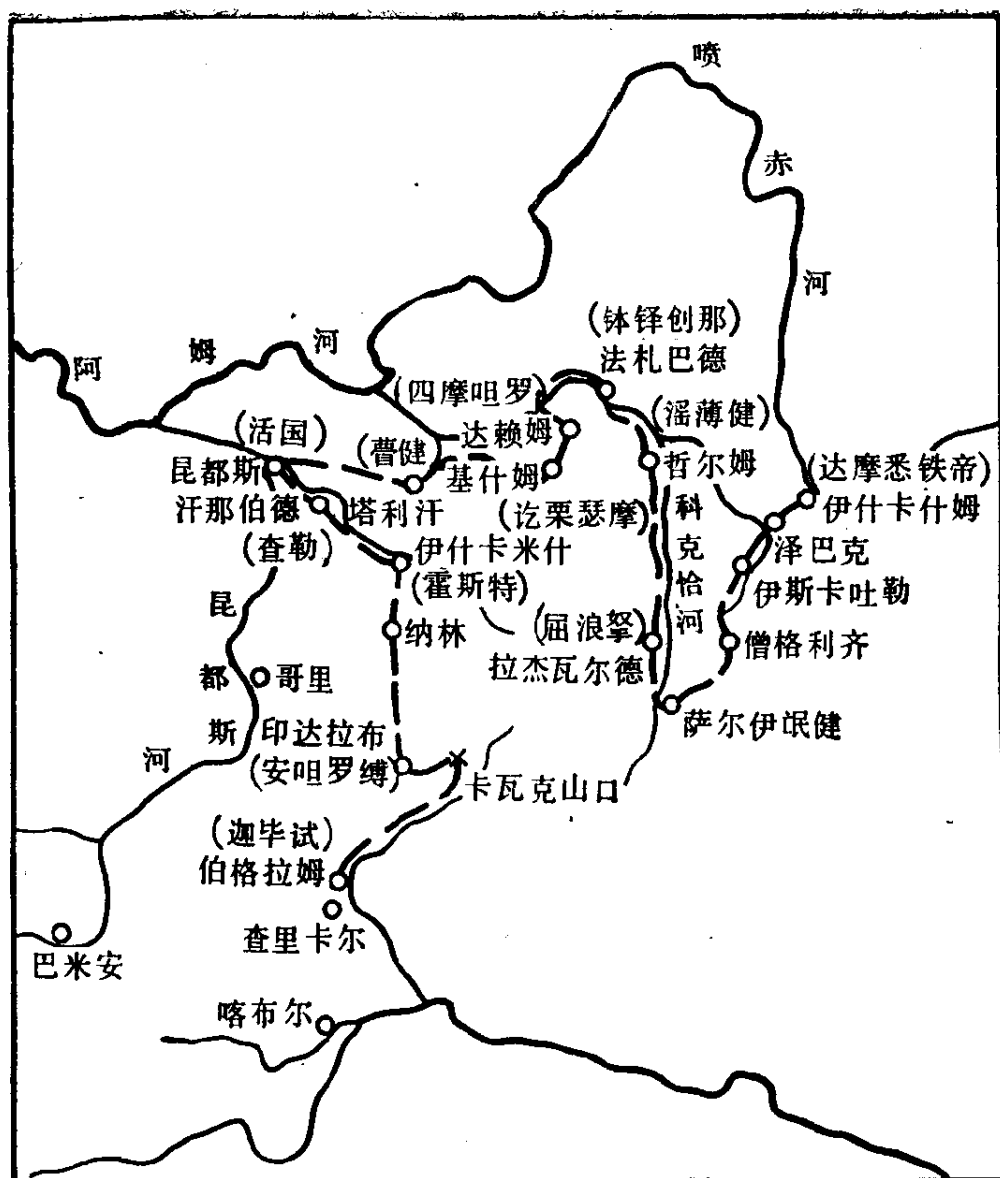 喷赤河
阿姆河
(钵铎创那)
法札巴德
(四摩呾罗)
(滛薄健)
达赖姆
(活国)
(瞢健)
昆都斯
基什姆
哲尔姆
(达摩悉铁帝)
汗那伯德
塔利汗
(讫栗瑟摩)
伊什卡什姆
(查勒)
伊什卡米什
科克恰河
泽巴克
(霍斯特)
伊斯卡吐勒
昆都斯河
纳林
(屈浪拏)
拉杰瓦尔德
僧格利齐
哥里
萨尔伊氓健
印达拉布
(安呾罗缚)
卡瓦克山口
(迦毕试)
伯格拉姆
查里卡尔
巴米安
喀布尔